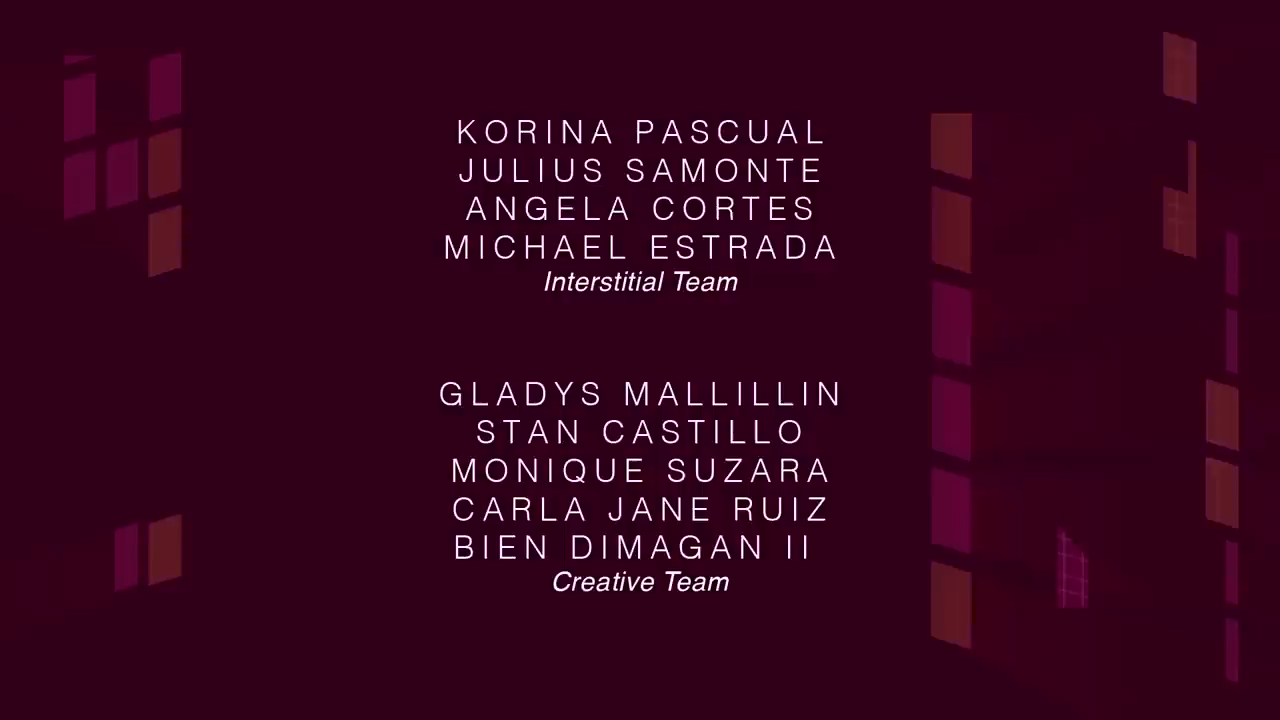 KORINA PASCUAL
JULIUS SAMONTE
ANGELA CORTES
MICHAEL ESTRADA
Interstitial Team
GLADYS MALLILLIN
STAN CASTILLO
MONIQUE SUZARA
CARLA JANE RUIZ
BIEN DIMAGAN II
Creative Team